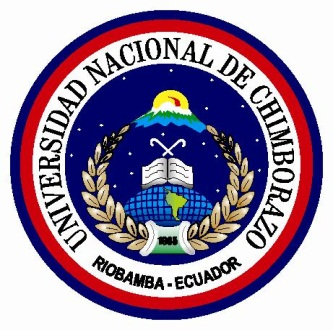 UNIVERSIDAD NACIONAL DE CHIMBORAZO
1995
RIOBAMBA - ECUADOR